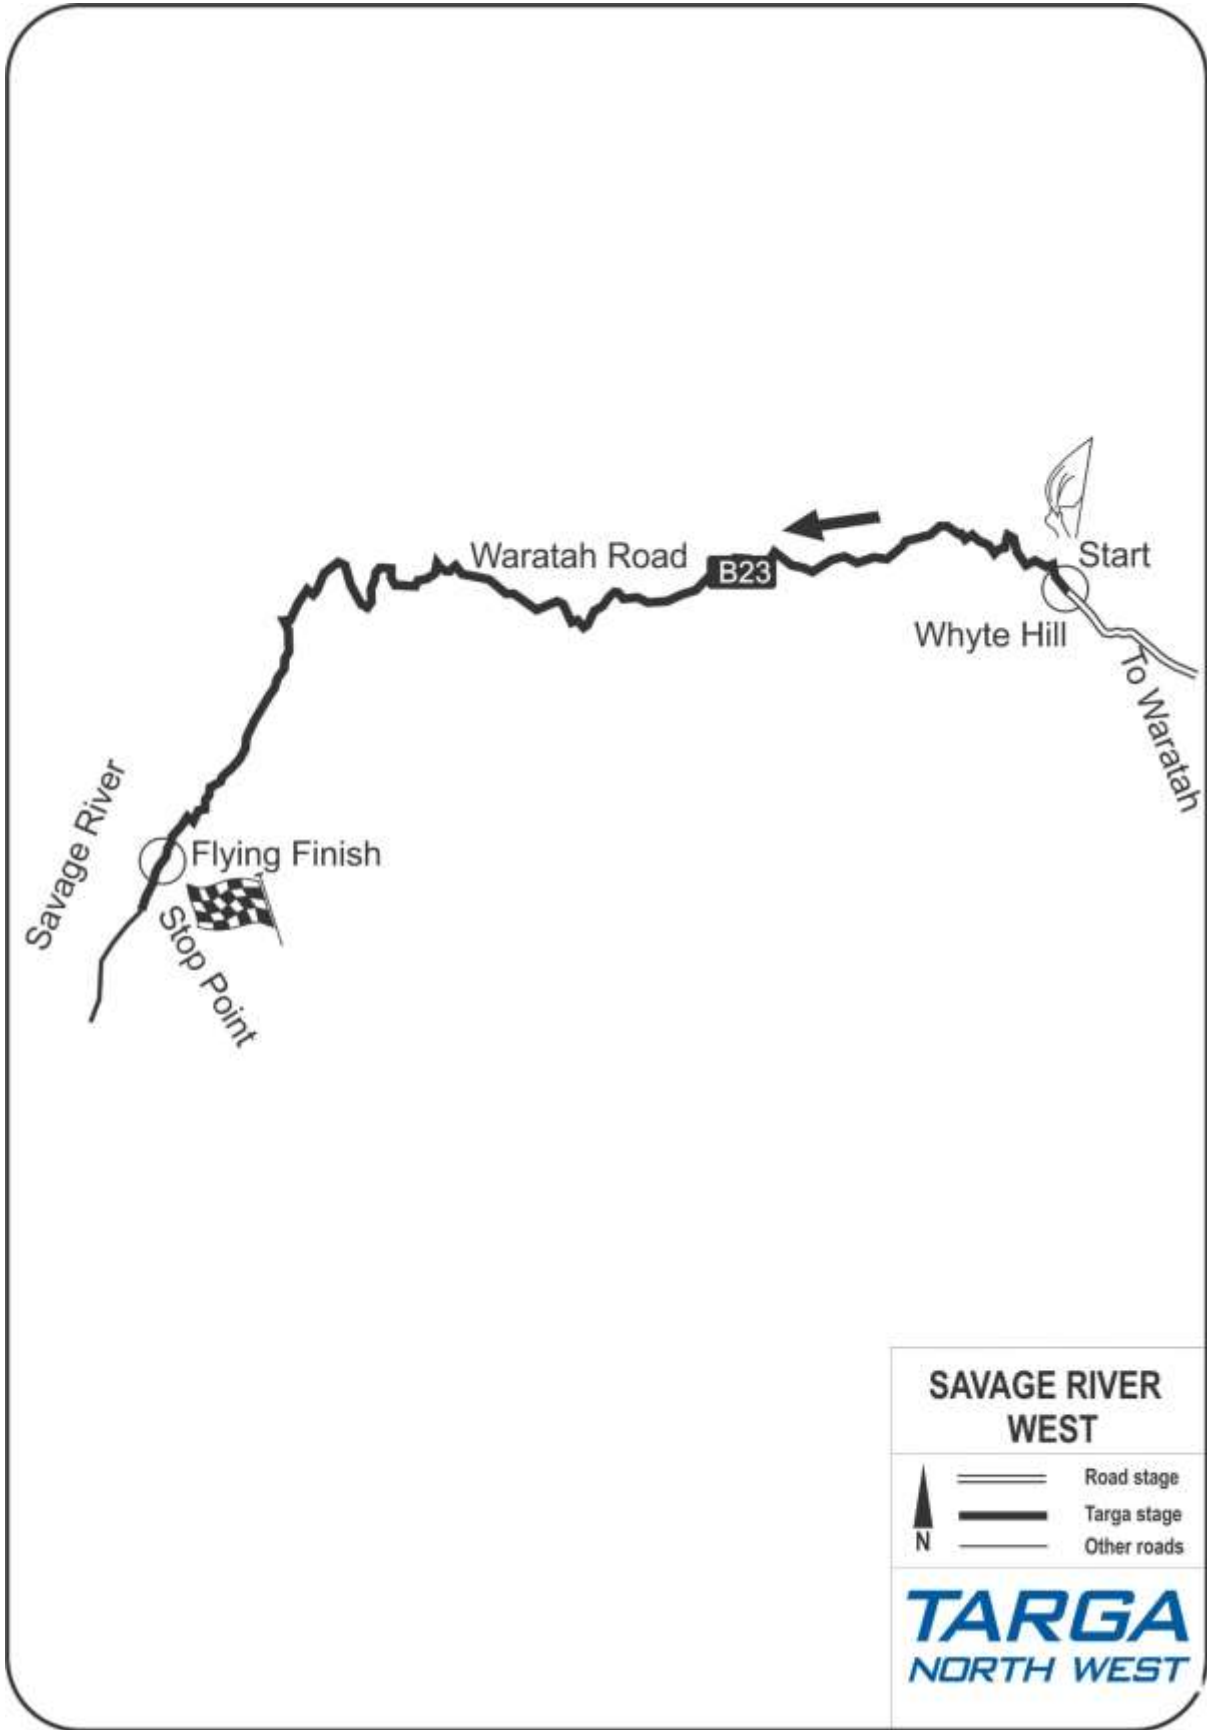 Waratah Road
B23
Start
Whyte Hill
To Waratah
Savage River
Flying Finish
Stop Point
SAVAGE RIVER
WEST
Road stage
Targa stage
N
Other roads
TARGA
NORTH WEST